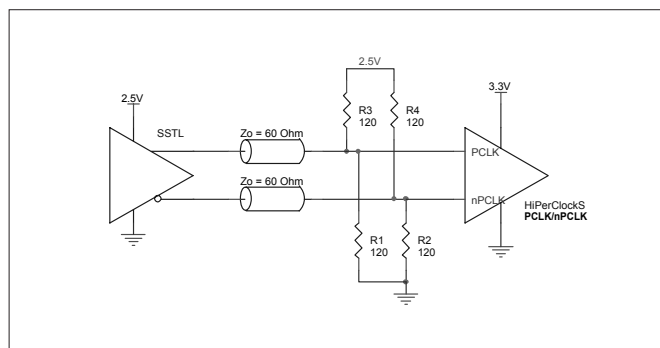 2.5V
2.5V
3.3V
SSTL
R3
120
R4
120
Zo = 60 Ohm
PCLK
Zo = 60 Ohm
nPCLK
HiPerClockS
PCLK/nPCLK
R1
120
R2
120